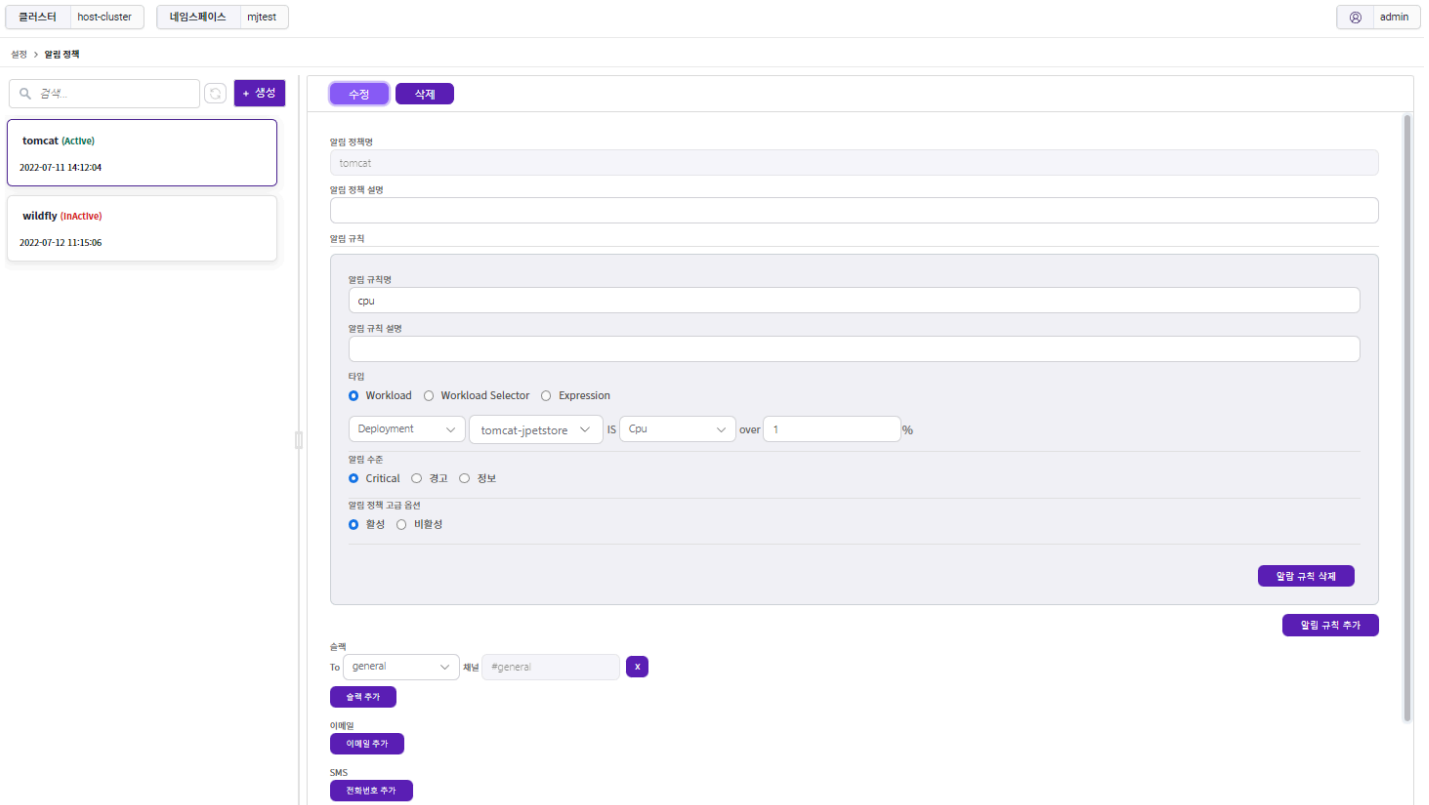 클러스터 host-cluster 네임스페이스 mjtest admin
설정 > 알림 정책
검색...
+ 생성
수정 삭제
tomcat (Active)
2022-07-11 14:12:04
wildfly (InActive)
2022-07-12 11:15:06
알림 정책명
tomcat
알림 정책 설명
알림 규칙
알림 규칙명
cpu
알림 규칙 설명
타입
Workload Workload Selector Expression
Deployment tomcat-jpetstore IS Cpu over 1 %
알림 수준
Critical 경고 정보
알림 정책 고급 옵션
활성 비활성
알람 규칙 삭제
알림 규칙 추가
슬랙
To general 채널 #general x
슬랙 추가
이메일
이메일 추가
SMS
전화번호 추가